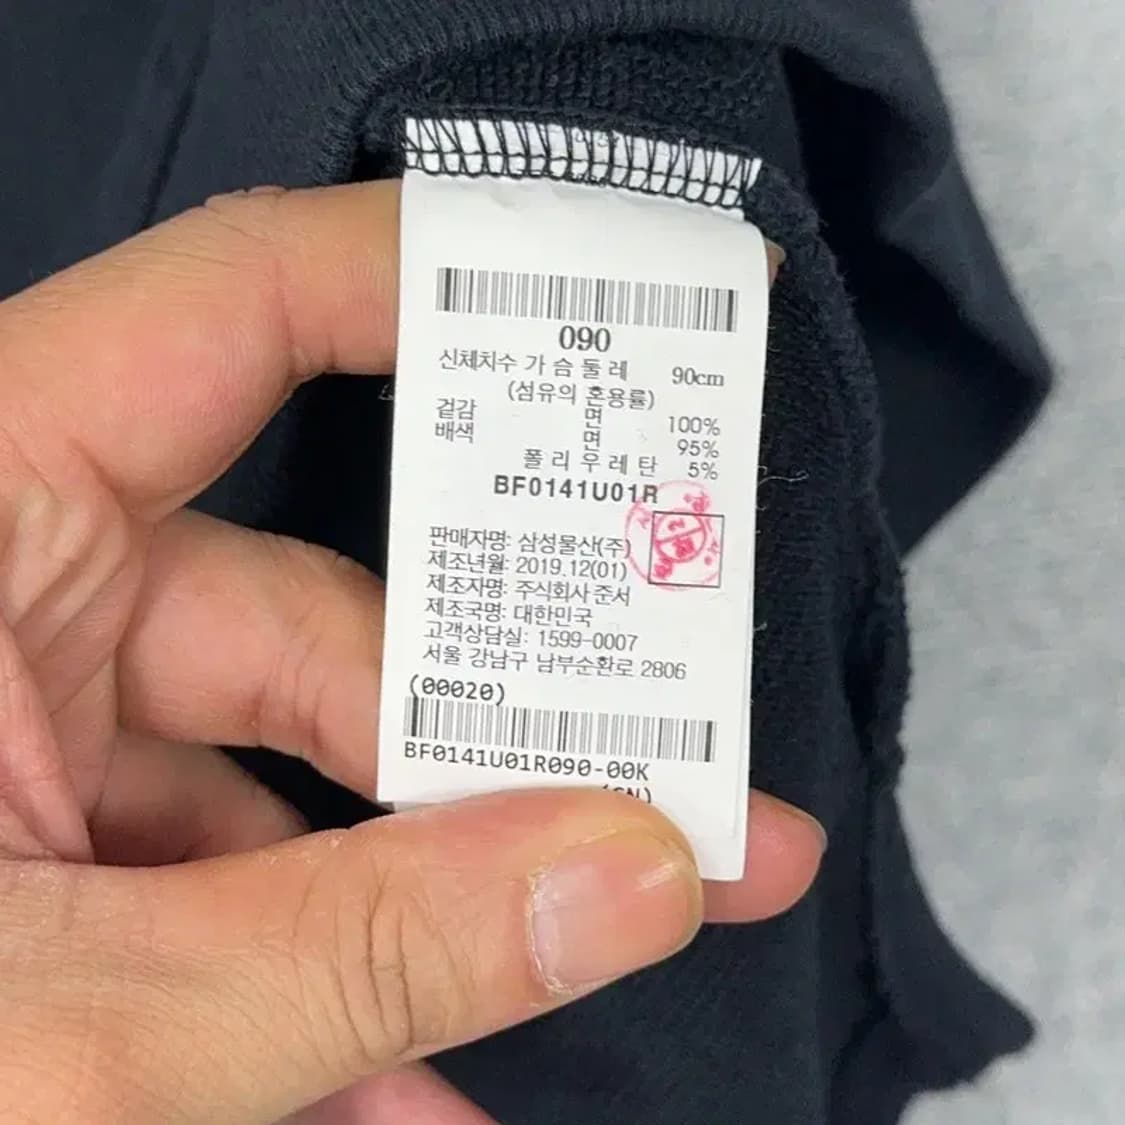 090
신체치수 가 슴 둘 레 90cm
(섬유의 혼용률)
겉감 면 100%
배색 면 95%
폴 리 우 레 탄 5%
BF0141U01R
판매자명: 삼성물산(주)
제조년월: 2019.12(01)
제조자명: 주식회사 준서
제조국명: 대한민국
고객상담실: 1599-0007
서울 강남구 남부순환로 2806
(00020)
BF0141U01R090-00K